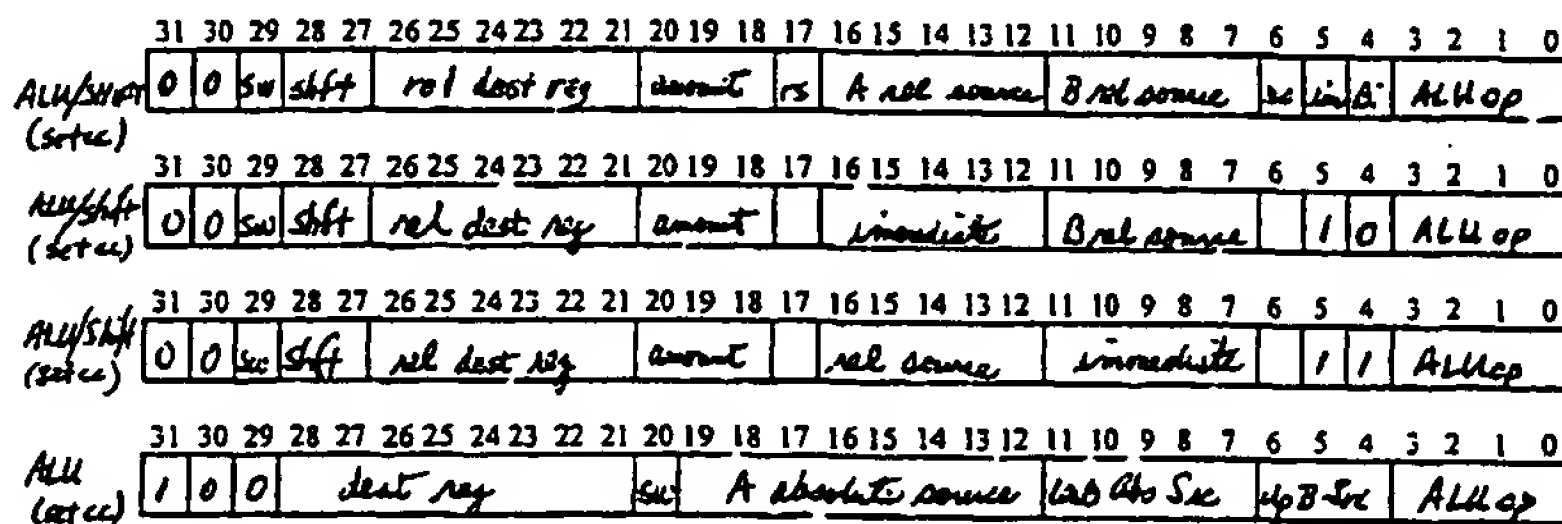 31 30 29 28 27 26 25 24 23 22 21 20 19 18 17 16 15 14 13 12 11 10 9 8 7 6 5 4 3 2 1 0
ALU/SHIFT 0 0 sw shft rel dest reg amount rs A rel source B rel source im Bi ALU op
(setcc)
31 30 29 28 27 26 25 24 23 22 21 20 19 18 17 16 15 14 13 12 11 10 9 8 7 6 5 4 3 2 1 0
ALU/shft 0 0 sw shft rel dest reg amount immediate B rel source 1 0 ALU op
(setcc)
31 30 29 28 27 26 25 24 23 22 21 20 19 18 17 16 15 14 13 12 11 10 9 8 7 6 5 4 3 2 1 0
ALU/Shift 0 0 scc shft rel dest reg amount rel source immediate 1 1 ALU op
(setcc)
31 30 29 28 27 26 25 24 23 22 21 20 19 18 17 16 15 14 13 12 11 10 9 8 7 6 5 4 3 2 1 0
ALU 1 0 0 dest reg A absolute source Abs Src B Src ALU op
(setcc)